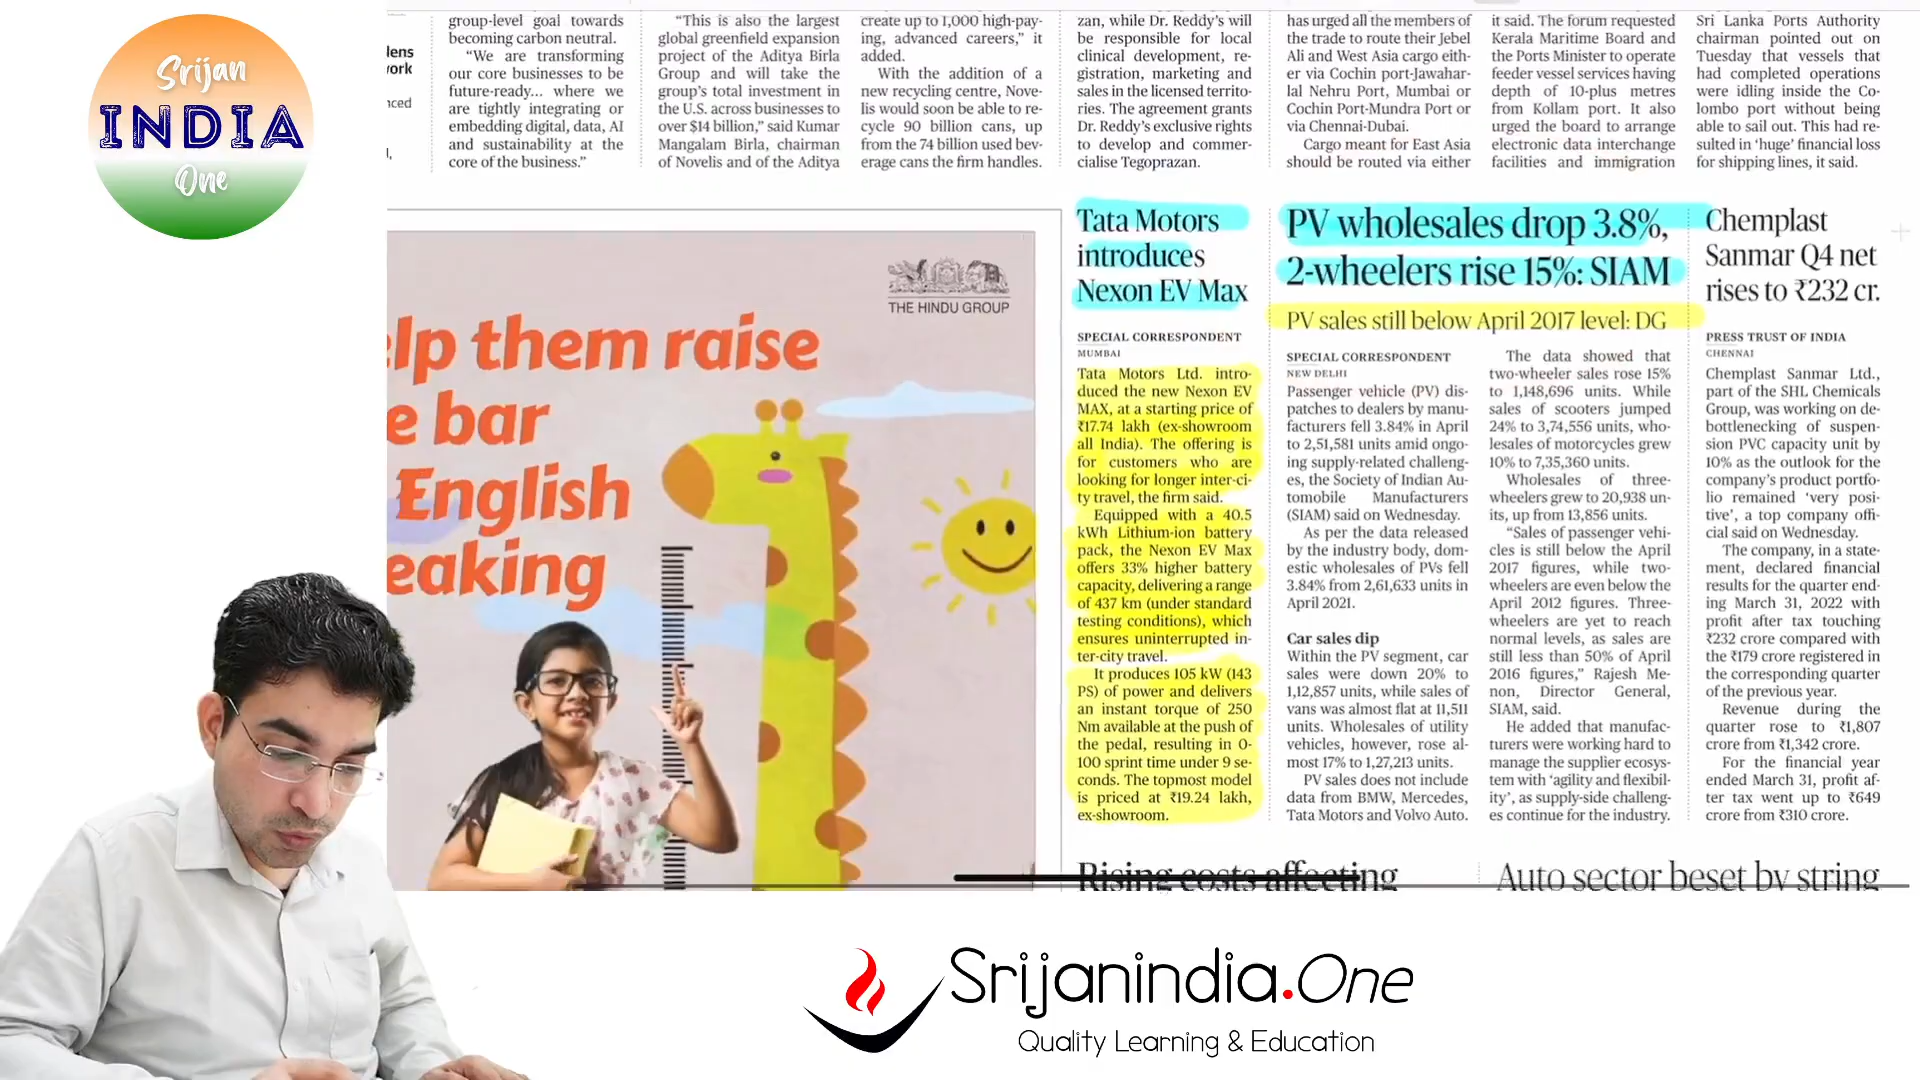 Srijan
INDIA
One
lens
vork
nced
group-level goal towards
becoming carbon neutral.
“We are transforming
our core businesses to be
future-ready... where we
are tightly integrating or
embedding digital, data, AI
and sustainability at the
core of the business.”
“This is also the largest
global greenfield expansion
project of the Aditya Birla
Group and will take the
group’s total investment in
the U.S. across businesses to
over $14 billion,” said Kumar
Mangalam Birla, chairman
of Novelis and of the Aditya
create up to 1,000 high-pay-
ing, advanced careers,” it
added.
With the addition of a
new recycling centre, Nove-
lis would soon be able to re-
cycle 90 billion cans, up
from the 74 billion used bev-
erage cans the firm handles.
zan, while Dr. Reddy’s will
be responsible for local
clinical development, re-
gistration, marketing and
sales in the licensed territo-
ries. The agreement grants
Dr. Reddy’s exclusive rights
to develop and commer-
cialise Tegoprazan.
has urged all the members of
the trade to route their Jebel
Ali and West Asia cargo eith-
er via Cochin port-Jawahar-
lal Nehru Port, Mumbai or
Cochin Port-Mundra Port or
via Chennai-Dubai.
Cargo meant for East Asia
should be routed via either
it said. The forum requested
Kerala Maritime Board and
the Ports Minister to operate
feeder vessel services having
depth of 10-plus metres
from Kollam port. It also
urged the board to arrange
electronic data interchange
facilities and immigration
Sri Lanka Ports Authority
chairman pointed out on
Tuesday that vessels that
had completed operations
were idling inside the Co-
lombo port without being
able to sail out. This had re-
sulted in ‘huge’ financial loss
for shipping lines, it said.
THE HINDU GROUP
elp them raise
e bar
English
eaking
Tata Motors
introduces
Nexon EV Max
SPECIAL CORRESPONDENT
MUMBAI
Tata Motors Ltd. intro-
duced the new Nexon EV
MAX, at a starting price of
₹17.74 lakh (ex-showroom
all India). The offering is
for customers who are
looking for longer inter-ci-
ty travel, the firm said.
Equipped with a 40.5
kWh Lithium-ion battery
pack, the Nexon EV Max
offers 33% higher battery
capacity, delivering a range
of 437 km (under standard
testing conditions), which
ensures uninterrupted in-
ter-city travel.
It produces 105 kW (143
PS) of power and delivers
an instant torque of 250
Nm available at the push of
the pedal, resulting in 0-
100 sprint time under 9 se-
conds. The topmost model
is priced at ₹19.24 lakh,
ex-showroom.
PV wholesales drop 3.8%,
2-wheelers rise 15%: SIAM
PV sales still below April 2017 level: DG
SPECIAL CORRESPONDENT
NEW DELHI
Passenger vehicle (PV) dis-
patches to dealers by manu-
facturers fell 3.84% in April
to 2,51,581 units amid ongo-
ing supply-related challeng-
es, the Society of Indian Au-
tomobile Manufacturers
(SIAM) said on Wednesday.
As per the data released
by the industry body, dom-
estic wholesales of PVs fell
3.84% from 2,61,633 units in
April 2021.
Car sales dip
Within the PV segment, car
sales were down 20% to
1,12,857 units, while sales of
vans was almost flat at 11,511
units. Wholesales of utility
vehicles, however, rose al-
most 17% to 1,27,213 units.
PV sales does not include
data from BMW, Mercedes,
Tata Motors and Volvo Auto.
The data showed that
two-wheeler sales rose 15%
to 1,148,696 units. While
sales of scooters jumped
24% to 3,74,556 units, who-
lesales of motorcycles grew
10% to 7,35,360 units.
Wholesales of three-
wheelers grew to 20,938 un-
its, up from 13,856 units.
“Sales of passenger vehi-
cles is still below the April
2017 figures, while two-
wheelers are even below the
April 2012 figures. Three-
wheelers are yet to reach
normal levels, as sales are
still less than 50% of April
2016 figures,” Rajesh Me-
non, Director General,
SIAM, said.
He added that manufac-
turers were working hard to
manage the supplier ecosys-
tem with ‘agility and flexibil-
ity’, as supply-side challeng-
es continue for the industry.
Chemplast
Sanmar Q4 net
rises to ₹232 cr.
PRESS TRUST OF INDIA
CHENNAI
Chemplast Sanmar Ltd.,
part of the SHL Chemicals
Group, was working on de-
bottlenecking of suspen-
sion PVC capacity unit by
10% as the outlook for the
company’s product portfo-
lio remained ‘very posi-
tive’, a top company offi-
cial said on Wednesday.
The company, in a state-
ment, declared financial
results for the quarter end-
ing March 31, 2022 with
profit after tax touching
₹232 crore compared with
the ₹179 crore registered in
the corresponding quarter
of the previous year.
Revenue during the
quarter rose to ₹1,807
crore from ₹1,342 crore.
For the financial year
ended March 31, profit af-
ter tax went up to ₹649
crore from ₹310 crore.
Rising costs affecting
Auto sector beset by string
Srijanindia.One
Quality Learning & Education